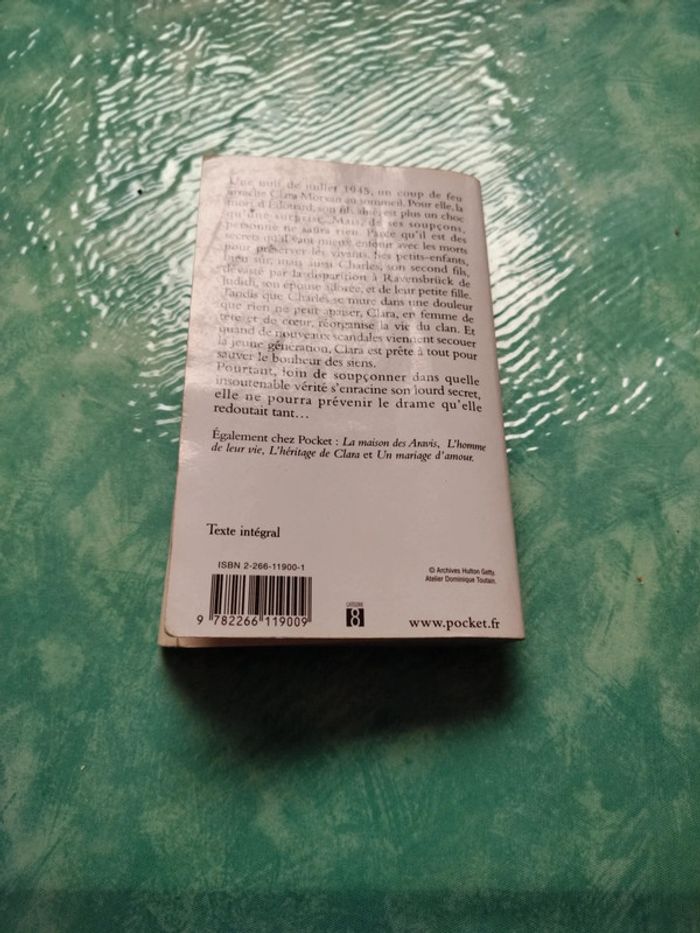 Une nuit de juillet 1945, un coup de feu
arrache Clara Morvan au sommeil. Pour elle, la
mort d'Édouard, son fils aîné, est plus un choc
qu'une surprise. Mais de ses soupçons,
personne ne saura rien. Parce qu'il est des
secrets qu'il vaut mieux enfouir avec les morts
pour préserver les vivants. Ses petits-enfants,
bien sûr, mais aussi Charles, son second fils,
dévasté par la disparition à Ravensbrück de
Judith, son épouse adorée, et de leur petite fille.
Tandis que Charles se mure dans une douleur
que rien ne peut apaiser, Clara, en femme de
tête et de cœur, réorganise la vie du clan. Et
quand de nouveaux scandales viennent secouer
la jeune génération, Clara est prête à tout pour
sauver le bonheur des siens.
Pourtant, loin de soupçonner dans quelle
insoutenable vérité s'enracine son lourd secret,
elle ne pourra prévenir le drame qu'elle
redoutait tant…
Également chez Pocket : La maison des Aravis, L'homme
de leur vie, L'héritage de Clara et Un mariage d'amour.
Texte intégral
ISBN 2-266-11900-1
© Archives Hulton Getty.
Atelier Dominique Toutain.
9 782266 119009
CATÉGORIE
8
www.pocket.fr